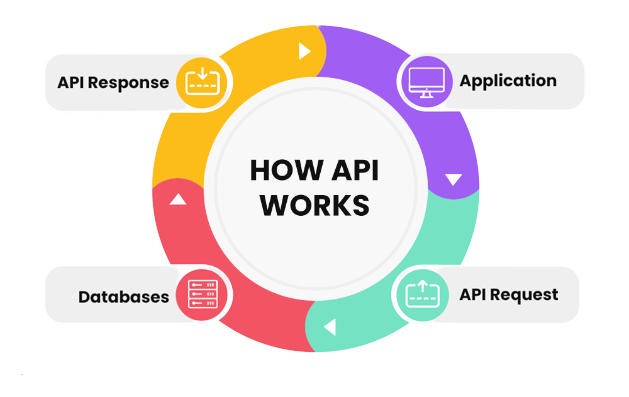 API Response
Application
HOW API
WORKS
Databases
API Request